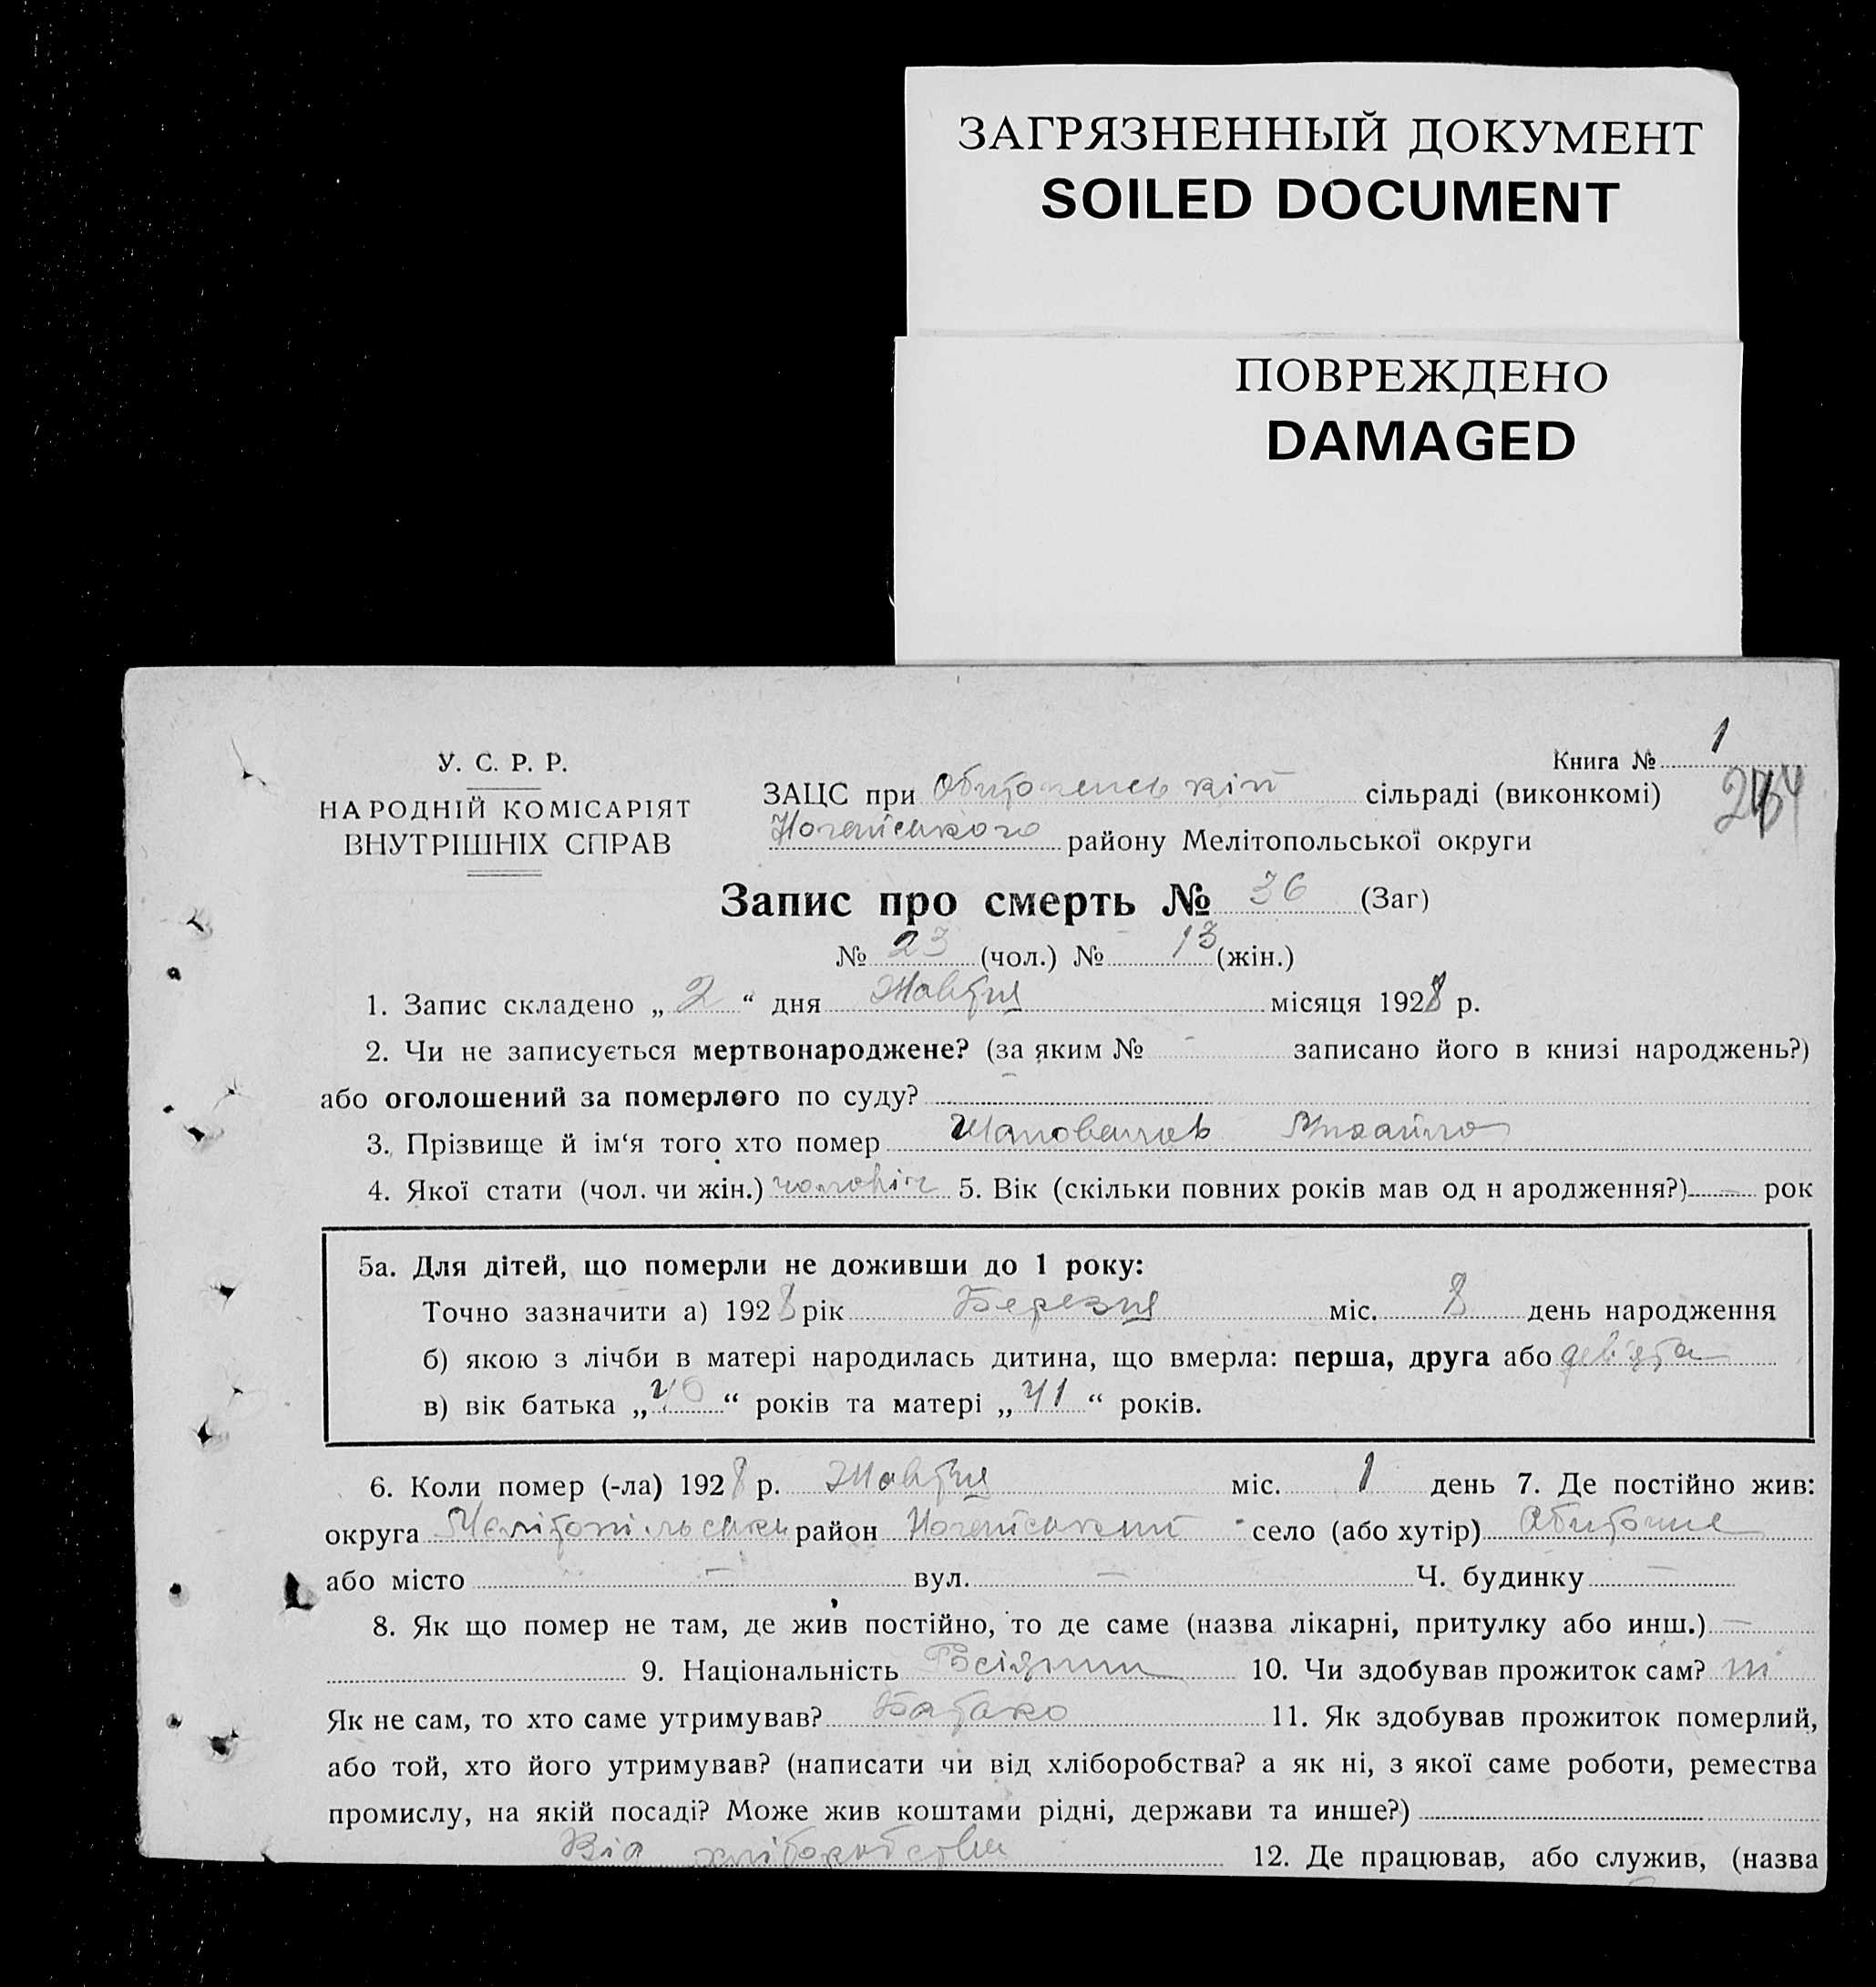 ЗАГРЯЗНЕННЫЙ ДОКУМЕНТ
SOILED DOCUMENT
ПОВРЕЖДЕНО
DAMAGED
Книга № 1
У. С. Р. Р.
НАРОДНІЙ КОМІСАРІЯТ
ВНУТРІШНІХ СПРАВ
ЗАЦС при сільраді (виконкомі)
Ногайського району Мелітопольської округи
Запис про смерть № 36 (Заг)
№ 23 (чол.) № 13 (жін.)
1. Запис складено „ 2 “ дня Жовтня місяця 1928 р.
2. Чи не записується мертвонароджене? (за яким № - записано його в книзі народжень?)
або оголошений за померлого по суду? —
3. Прізвище й ім‘я того хто помер Михайло
4. Якої стати (чол. чи жін.) чоловіч 5. Вік (скільки повних років мав од н ародження?) — рок
5а. Для дітей, що померли не доживши до 1 року:
Точно зазначити а) 1928 рік Березня міс. 8 день народження
б) якою з лічби в матері народилась дитина, що вмерла: перша, друга або дев'ята
в) вік батька „ 40 “ років та матері „ 41 “ років.
6. Коли помер (-ла) 1928 р. Жовтня міс. 1 день 7. Де постійно жив:
округа район Ногайський село (або хутір) Обиточне
або місто — вул. — Ч. будинку —
8. Як що помер не там, де жив постійно, то де саме (назва лікарні, притулку або инш.) —
9. Національність Росіянин 10. Чи здобував прожиток сам? ні
Як не сам, то хто саме утримував? Батько 11. Як здобував прожиток померлий,
або той, хто його утримував? (написати чи від хліборобства? а як ні, з якої саме роботи, ремества
промислу, на якій посаді? Може жив коштами рідні, держави та инше?)
Від хліборобства 12. Де працював, або служив, (назва